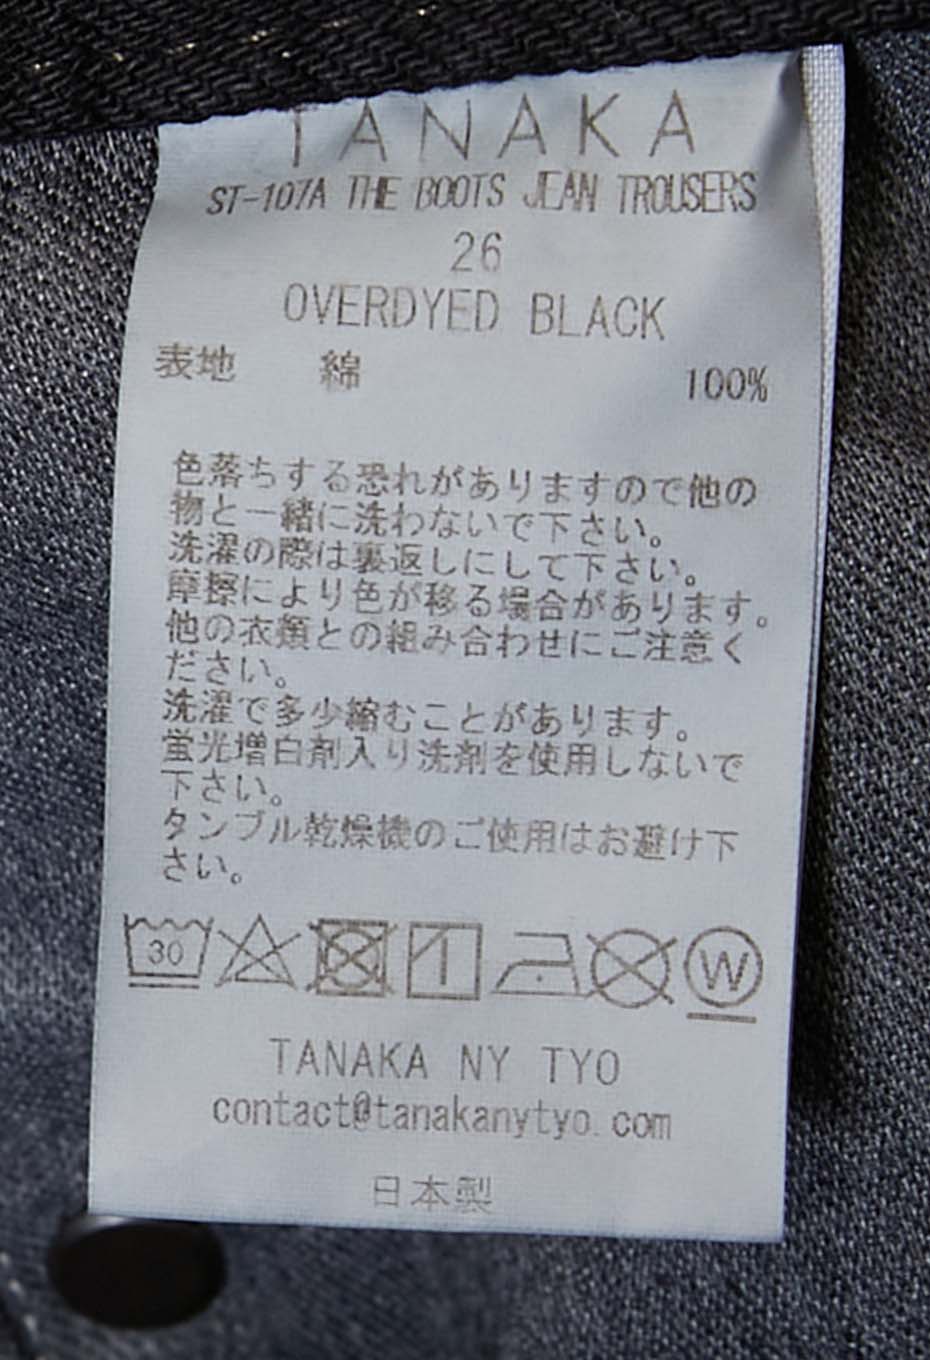 TANAKA
ST-107A THE BOOTS JEAN TROUSERS
26
OVERDYED BLACK
表地 綿 100%
色落ちする恐れがありますので他の
物と一緒に洗わないで下さい。
洗濯の際は裏返しにして下さい。
摩擦により色が移る場合があります。
他の衣類との組み合わせにご注意く
ださい。
洗濯で多少縮むことがあります。
蛍光増白剤入り洗剤を使用しないで
下さい。
タンブル乾燥機のご使用はお避け下
さい。
30 W
TANAKA NY TYO
contact@tanakanytyo.com
日本製